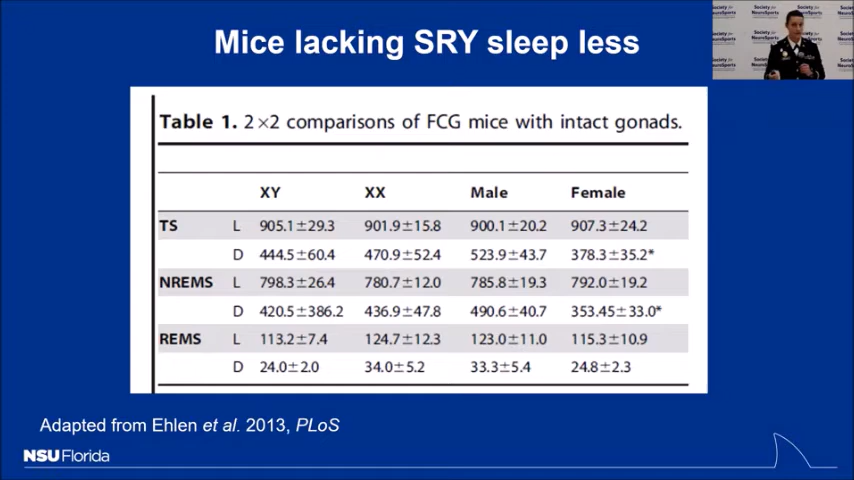 Mice lacking SRY sleep less
Society for NeuroSports
Table 1. 2×2 comparisons of FCG mice with intact gonads.
XY XX Male Female
TS L 905.1±29.3 901.9±15.8 900.1±20.2 907.3±24.2
D 444.5±60.4 470.9±52.4 523.9±43.7 378.3±35.2*
NREMS L 798.3±26.4 780.7±12.0 785.8±19.3 792.0±19.2
D 420.5±386.2 436.9±47.8 490.6±40.7 353.45±33.0*
REMS L 113.2±7.4 124.7±12.3 123.0±11.0 115.3±10.9
D 24.0±2.0 34.0±5.2 33.3±5.4 24.8±2.3
Adapted from Ehlen et al. 2013, PLoS
NSU Florida